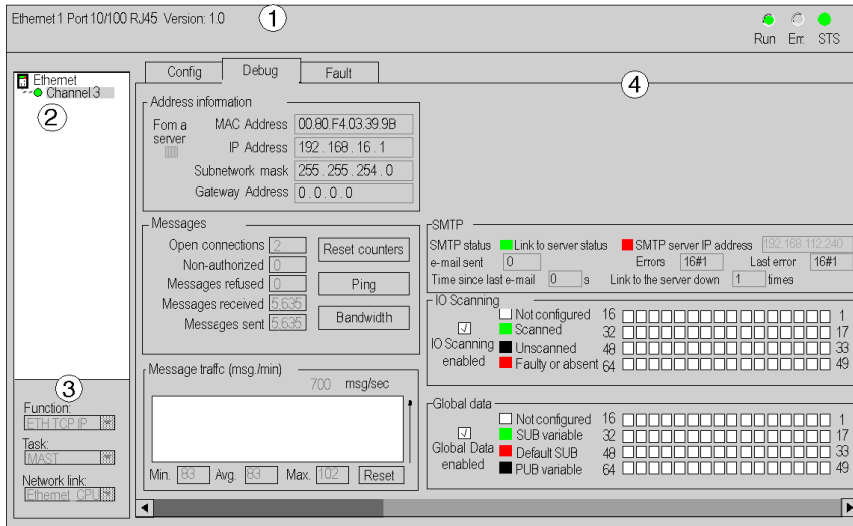 Ethernet 1 Port 10/100 RJ45 Version: 1.0
1
Run Err. STS
Ethernet
Channel 3
2
Config Debug Fault
4
Address information
Fom a server
MAC Address 00.80.F4.03.39.9B
IP Address 192.168.16.1
Subnetwork mask 255.255.254.0
Gateway Address 0.0.0.0
Messages
Open connections 2
Non-authorized 0
Messages refused 0
Messages received 5,635
Messages sent 5,635
Reset counters
Ping
Bandwidth
SMTP
SMTP status Link to server status SMTP server IP address 192.168.112.240
e-mail sent 0 Errors 16#1 Last error 16#1
Time since last e-mail 0 s Link to the server down 1 times
IO Scanning
IO Scanning enabled
Not configured 16 1
Scanned 32 17
Unscanned 48 33
Faulty or absent 64 49
Message traffc (msg./min)
700 msg/sec
Min. 83 Avg. 83 Max. 102 Reset
Global data
Global Data enabled
Not configured 16 1
SUB variable 32 17
Default SUB 48 33
PUB variable 64 49
3
Function:
ETH TCP IP
Task:
MAST
Network link:
Ethernet_CPU